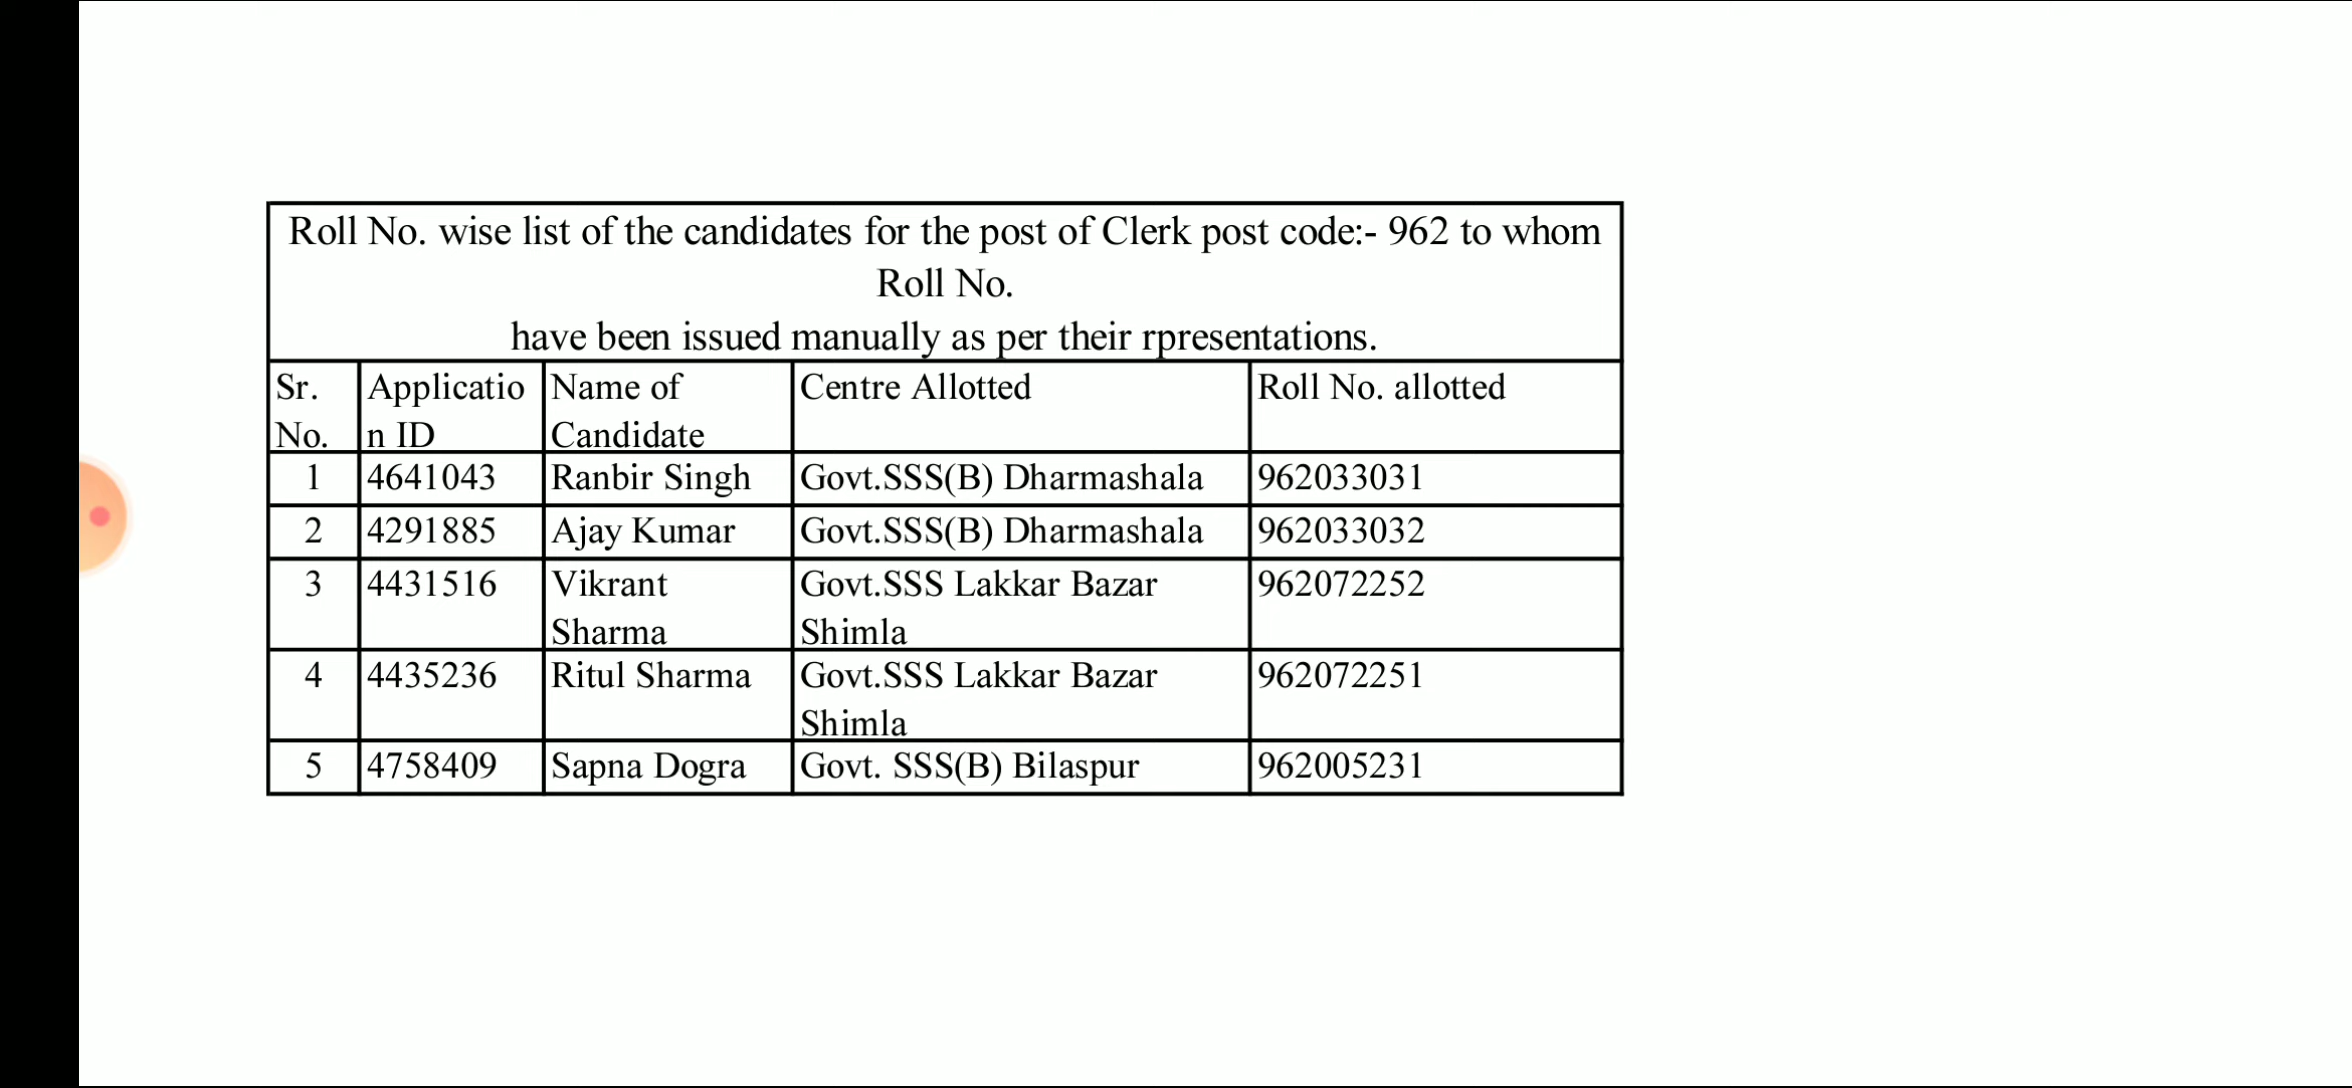 Roll No. wise list of the candidates for the post of Clerk post code:- 962 to whom
Roll No.
have been issued manually as per their rpresentations.
Sr. Applicatio Name of Centre Allotted Roll No. allotted
No. n ID Candidate
1 4641043 Ranbir Singh Govt.SSS(B) Dharmashala 962033031
2 4291885 Ajay Kumar Govt.SSS(B) Dharmashala 962033032
3 4431516 Vikrant Govt.SSS Lakkar Bazar 962072252
Sharma Shimla
4 4435236 Ritul Sharma Govt.SSS Lakkar Bazar 962072251
Shimla
5 4758409 Sapna Dogra Govt. SSS(B) Bilaspur 962005231